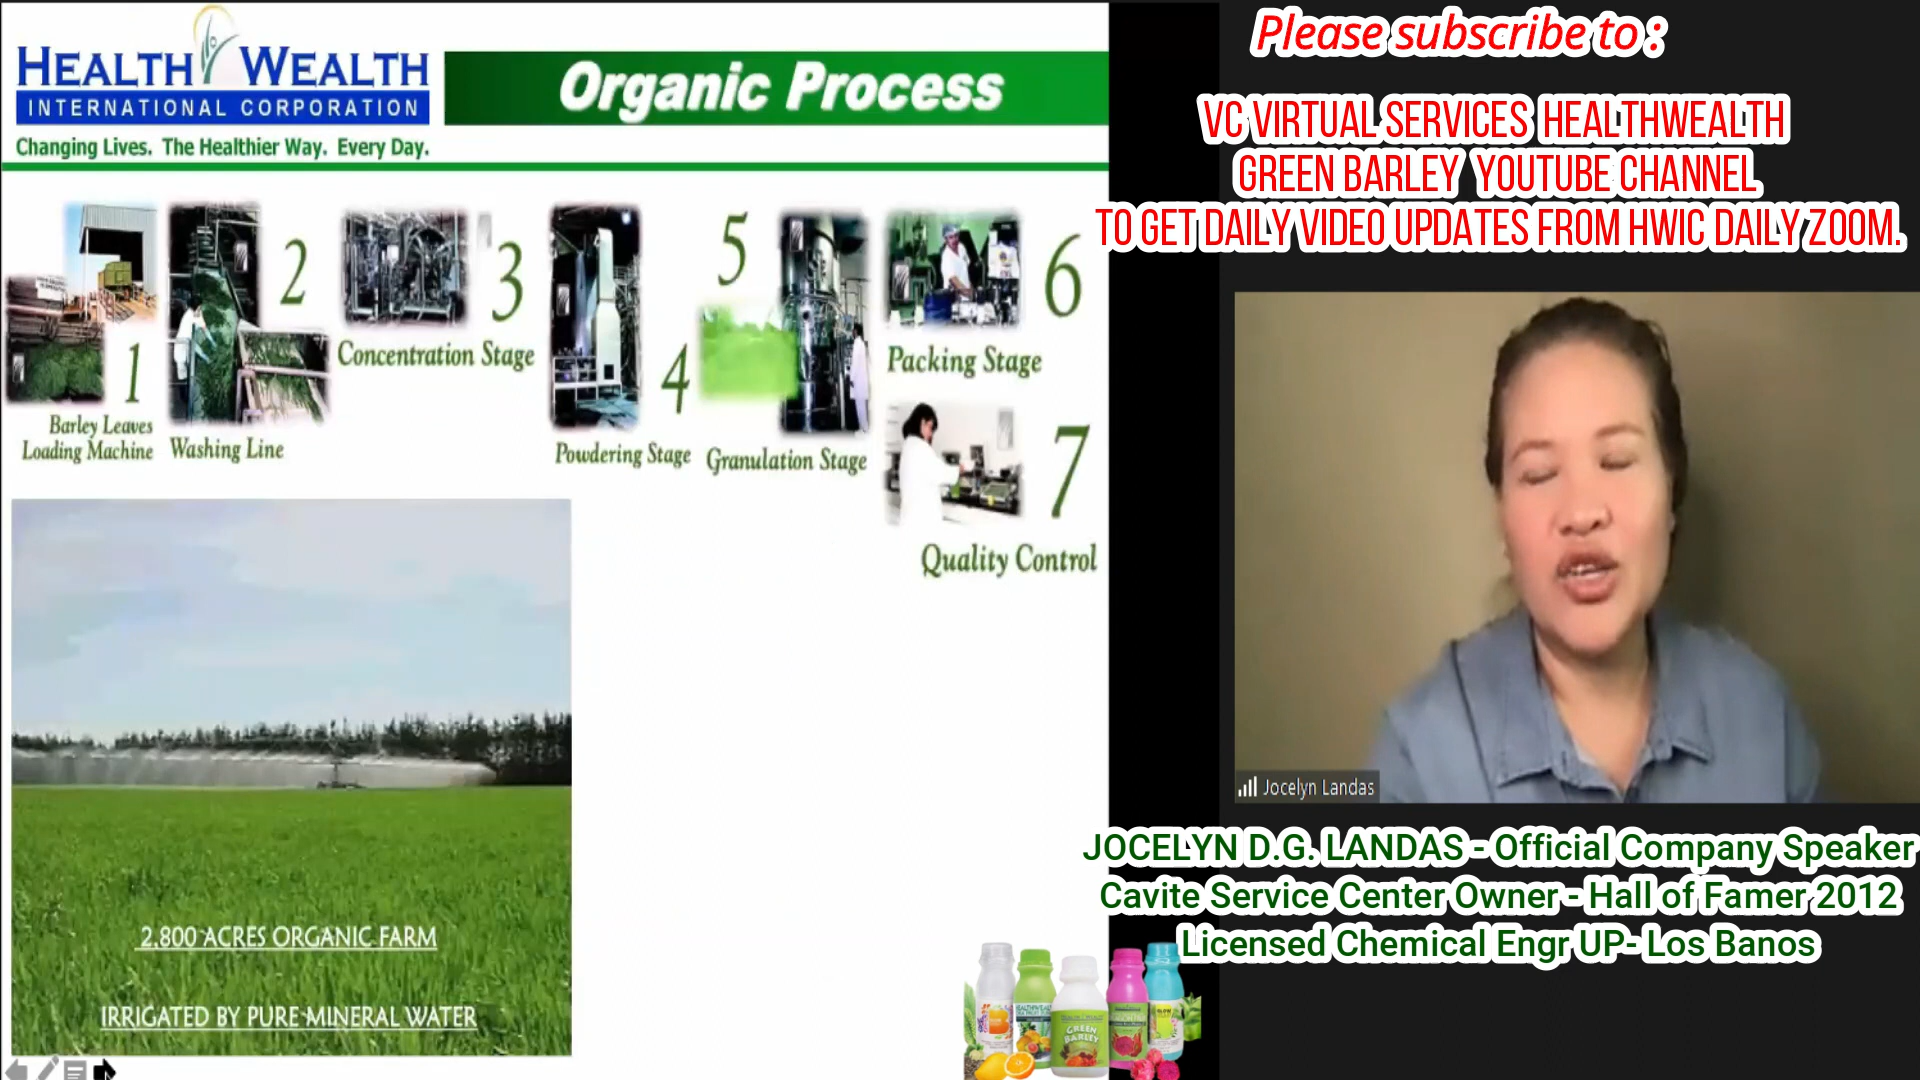 HEALTH WEALTH
INTERNATIONAL CORPORATION
Changing Lives. The Healthier Way. Every Day.
Organic Process
1
Barley Leaves
Loading Machine
2
Washing Line
3
Concentration Stage
4
Powdering Stage
5
Granulation Stage
6
Packing Stage
7
Quality Control
2,800 ACRES ORGANIC FARM
IRRIGATED BY PURE MINERAL WATER
Please subscribe to :
VC VIRTUAL SERVICES HEALTHWEALTH
GREEN BARLEY YOUTUBE CHANNEL
TO GET DAILY VIDEO UPDATES FROM HWIC DAILY ZOOM.
Jocelyn Landas
JOCELYN D.G. LANDAS - Official Company Speaker
Cavite Service Center Owner - Hall of Famer 2012
Licensed Chemical Engr UP- Los Banos
GREEN
BARLEY